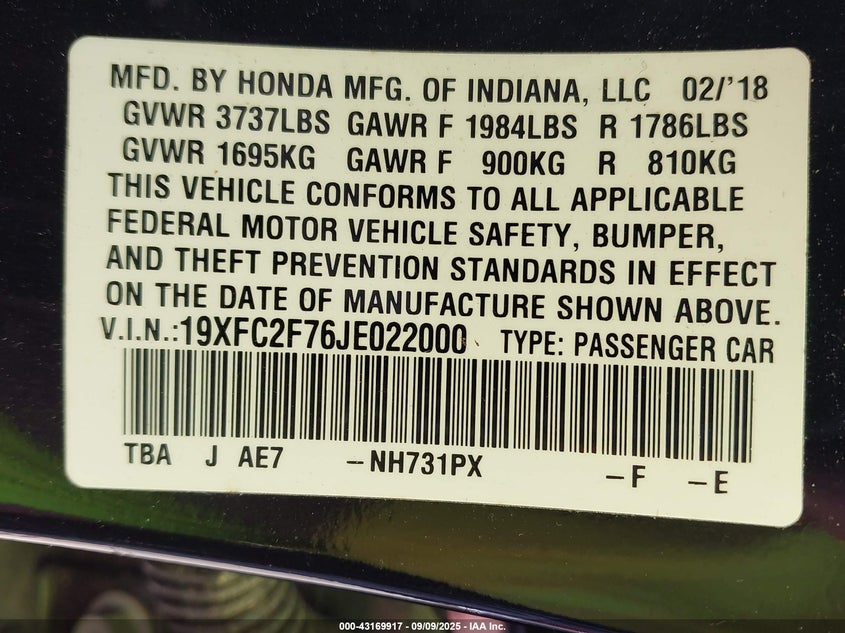 MFD. BY HONDA MFG. OF INDIANA, LLC 02/'18
GVWR 3737LBS GAWR F 1984LBS R 1786LBS
GVWR 1695KG GAWR F 900KG R 810KG
THIS VEHICLE CONFORMS TO ALL APPLICABLE
FEDERAL MOTOR VEHICLE SAFETY, BUMPER,
AND THEFT PREVENTION STANDARDS IN EFFECT
ON THE DATE OF MANUFACTURE SHOWN ABOVE.
V.I.N.:19XFC2F76JE022000 TYPE: PASSENGER CAR
TBA J AE7 –NH731PX –F –E
000-43169917 - 09/09/2025 - IAA Inc.